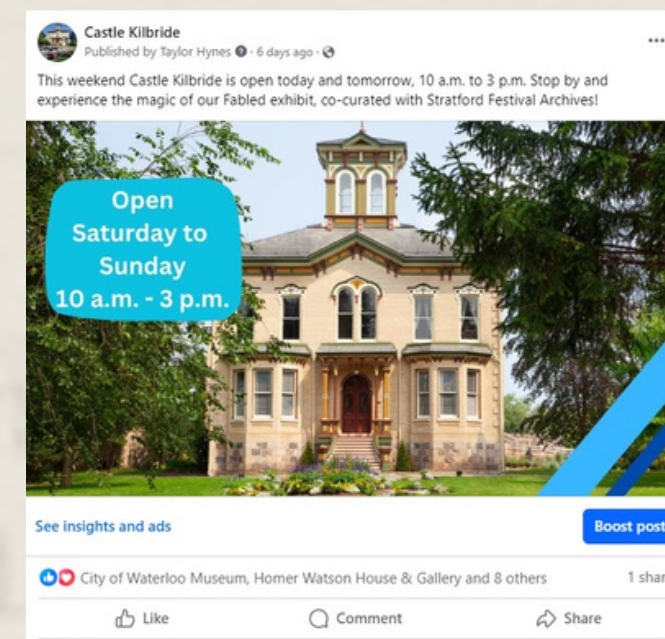 Castle Kilbride
Published by Taylor Hynes · 6 days ago ·
This weekend Castle Kilbride is open today and tomorrow, 10 a.m. to 3 p.m. Stop by and
experience the magic of our Fabled exhibit, co-curated with Stratford Festival Archives!
Open
Saturday to
Sunday
10 a.m. - 3 p.m.
See insights and ads
Boost post
City of Waterloo Museum, Homer Watson House & Gallery and 8 others
1 shar
Like
Comment
Share